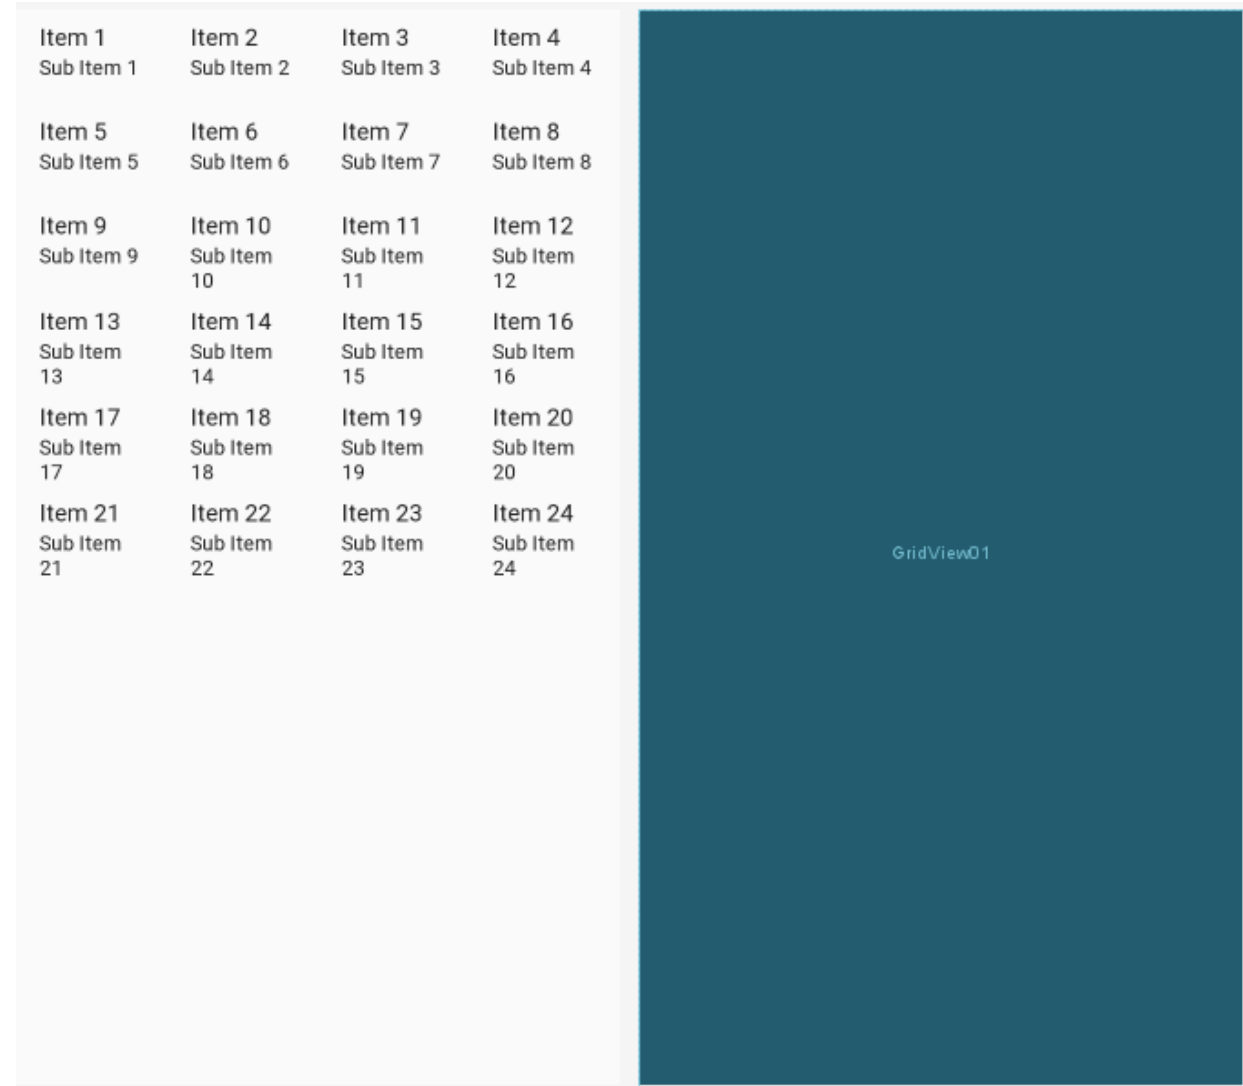 Item 1 Item 2 Item 3 Item 4
Sub Item 1 Sub Item 2 Sub Item 3 Sub Item 4
Item 5 Item 6 Item 7 Item 8
Sub Item 5 Sub Item 6 Sub Item 7 Sub Item 8
Item 9 Item 10 Item 11 Item 12
Sub Item 9 Sub Item Sub Item Sub Item
10 11 12
Item 13 Item 14 Item 15 Item 16
Sub Item Sub Item Sub Item Sub Item
13 14 15 16
Item 17 Item 18 Item 19 Item 20
Sub Item Sub Item Sub Item Sub Item
17 18 19 20
Item 21 Item 22 Item 23 Item 24
Sub Item Sub Item Sub Item Sub Item
21 22 23 24
GridView01